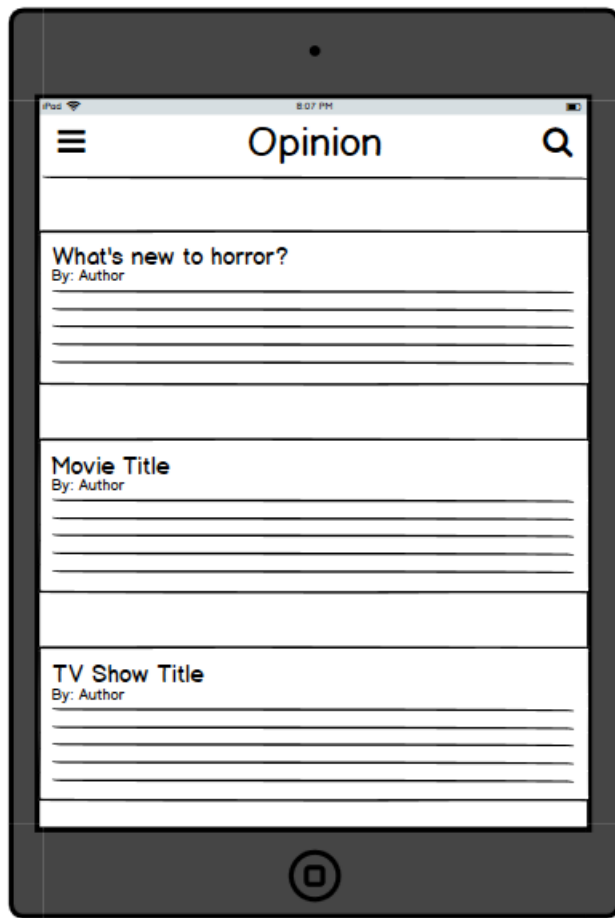 iPad 8:07 PM
Opinion
What's new to horror?
By: Author
Movie Title
By: Author
TV Show Title
By: Author